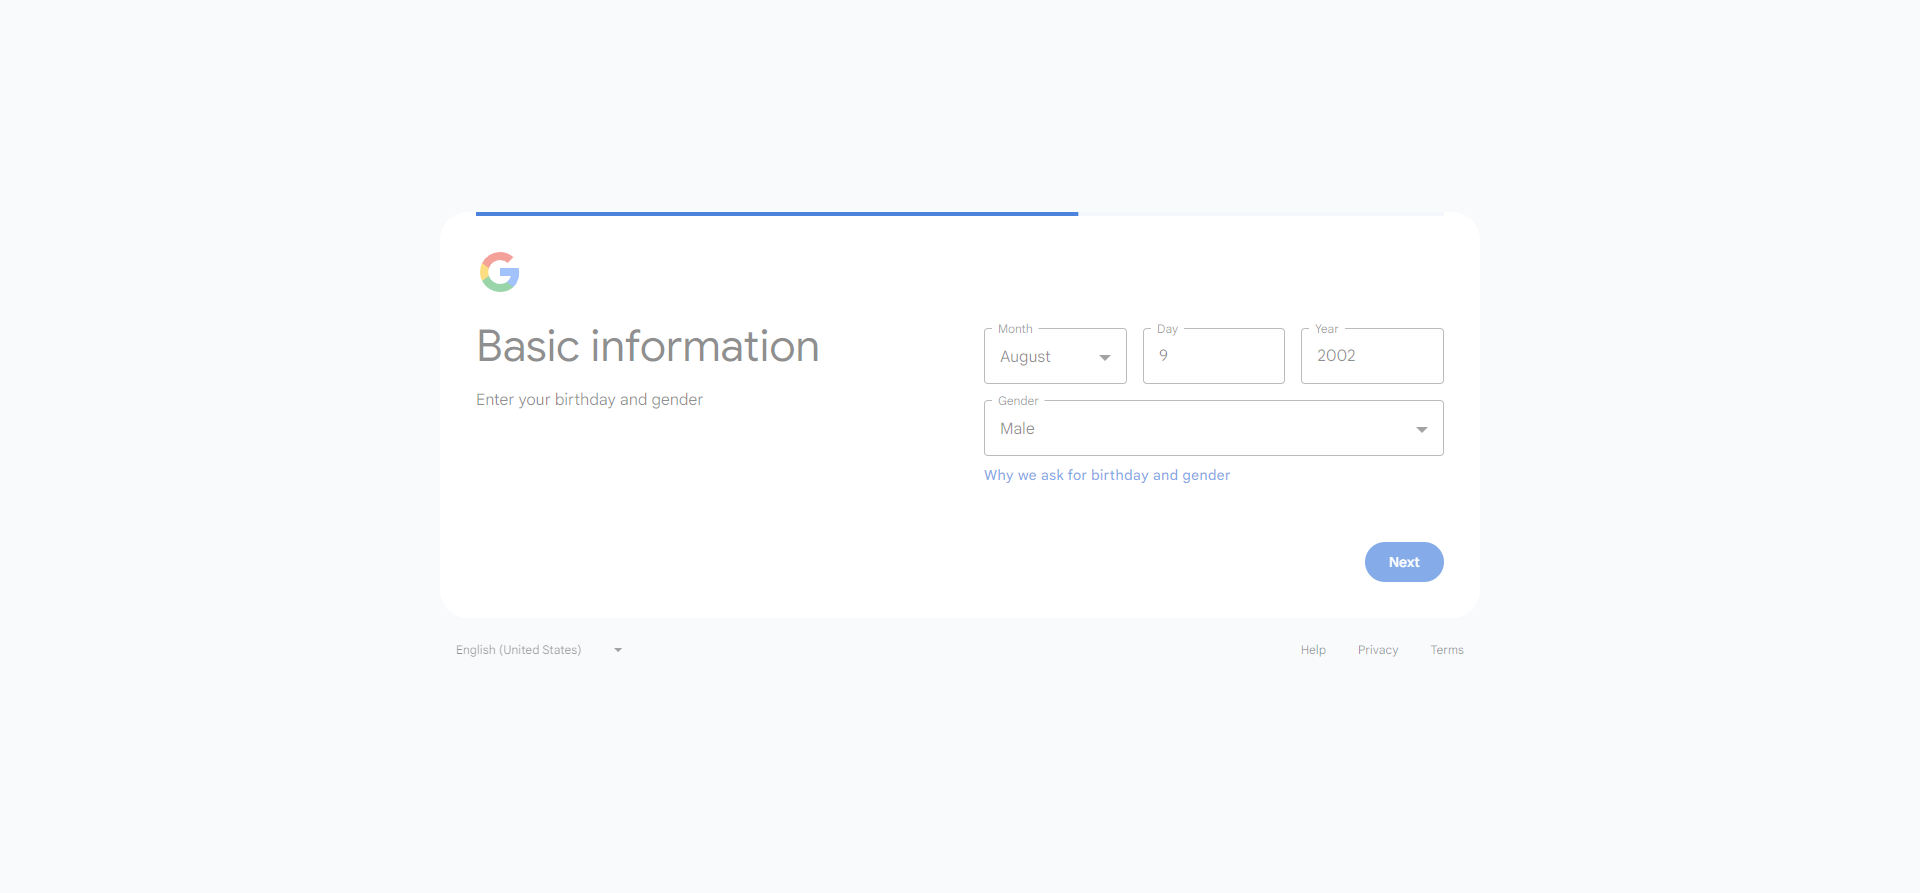 Basic information
Enter your birthday and gender
Month
August
Day
9
Year
2002
Gender
Male
Why we ask for birthday and gender
Next
English (United States)
Help
Privacy
Terms